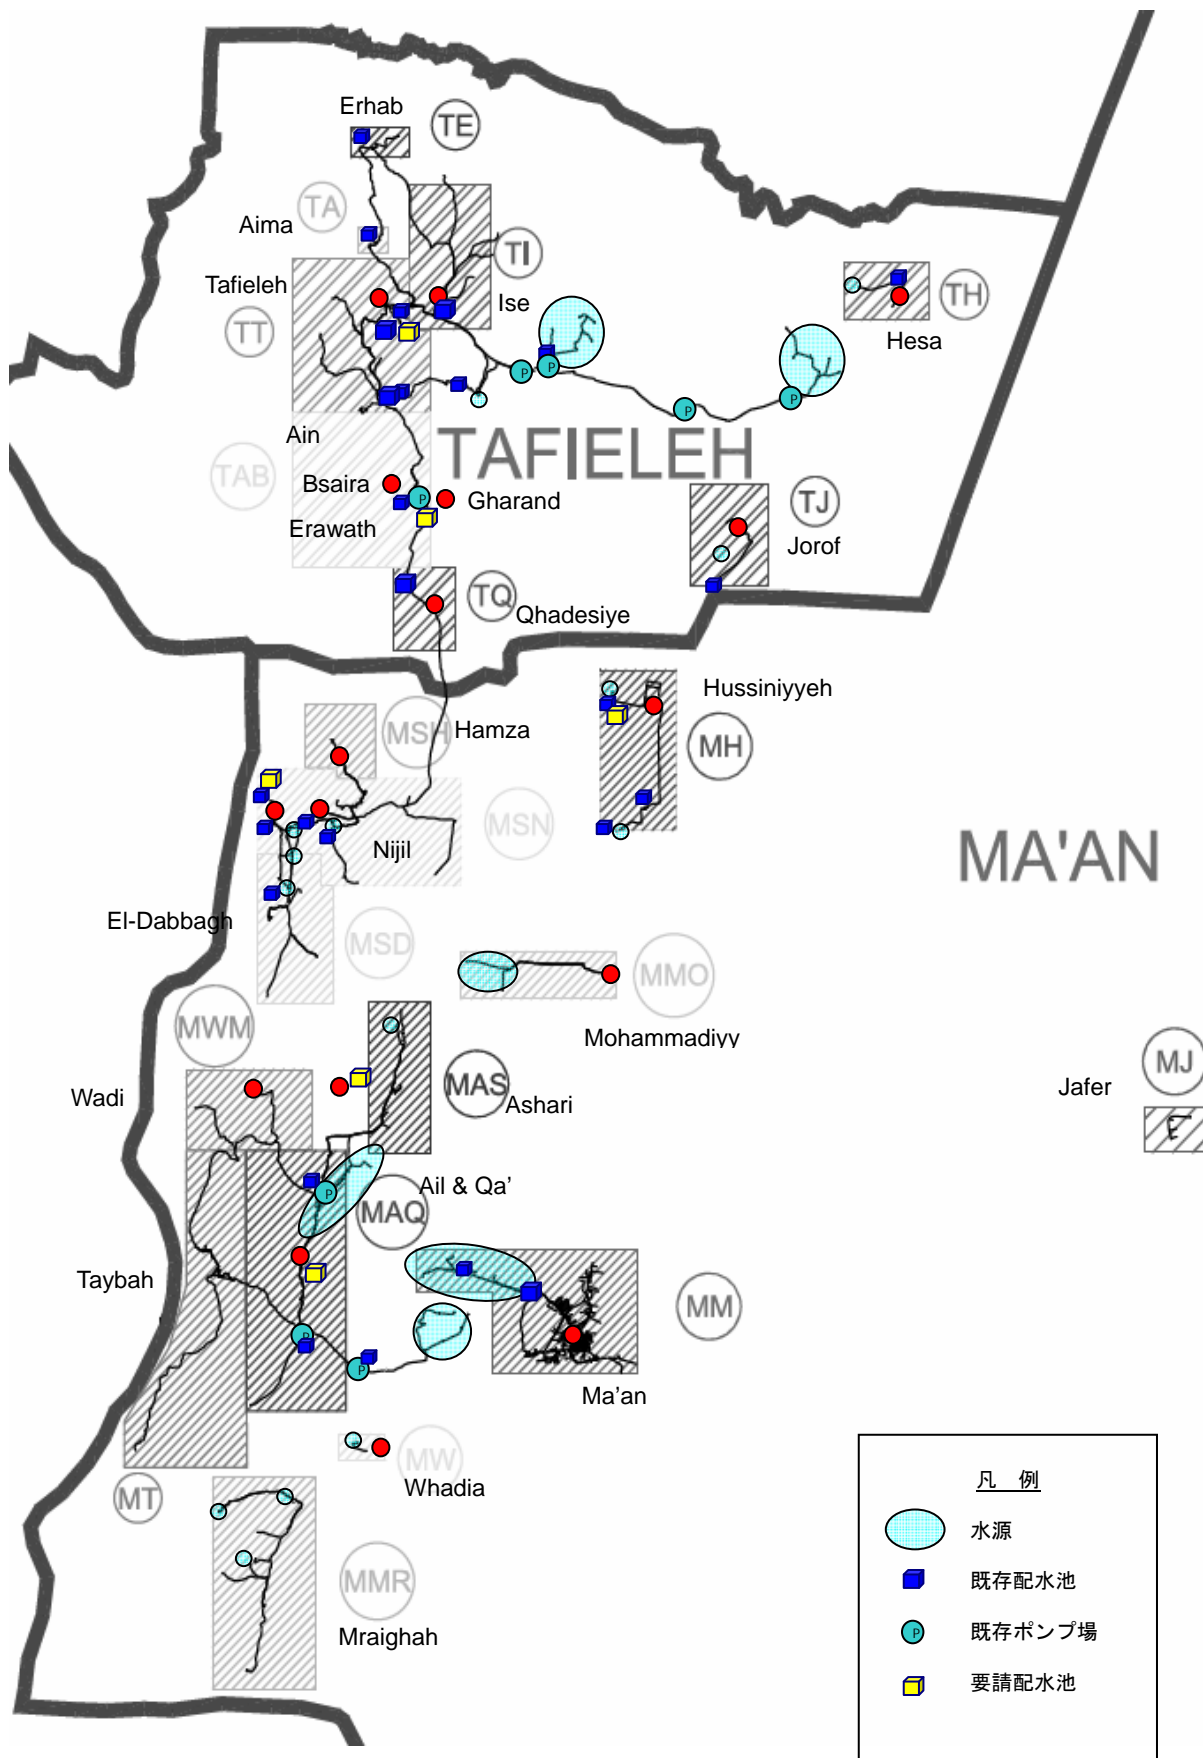 Erhab
TE
TA
Aima
TI
Tafieleh
Ise
TH
TT
Hesa
Ain
TAFIELEH
TAB
Bsaira
Gharand
TJ
Erawath
Jorof
TQ
Qhadesiye
Hussiniyyeh
MSH
Hamza
MH
MSN
Nijil
MA'AN
El-Dabbagh
MSD
MMO
MWM
Mohammadiyy
MJ
Wadi
MAS
Ashari
Jafer
Ail & Qa'
MAQ
Taybah
MM
Ma'an
MW
Whadia
MT
MMR
Mraighah
P
P
P
P
P
P
P
P
凡 例
水源
既存配水池
P
既存ポンプ場
要請配水池